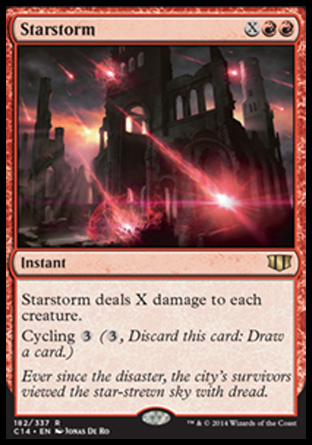 Starstorm X
Instant
Starstorm deals X damage to each
creature.
Cycling 3 (3, Discard this card: Draw
a card.)
Ever since the disaster, the city's survivors
viewed the star-strewn sky with dread.
182/337 R
C14 • EN Jonas De Ro
™ & © 2014 Wizards of the Coast